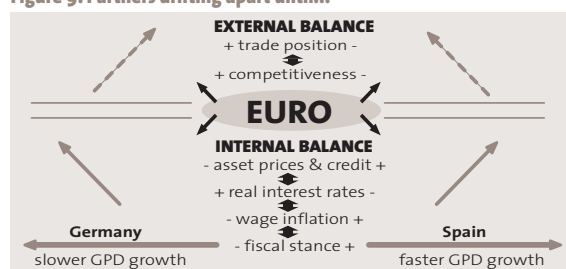 Figure 9. Partners drifting apart until...
EXTERNAL BALANCE
+ trade position -
+ competitiveness -
EURO
INTERNAL BALANCE
- asset prices & credit +
+ real interest rates -
- wage inflation +
- fiscal stance +
Germany
slower GPD growth
Spain
faster GPD growth